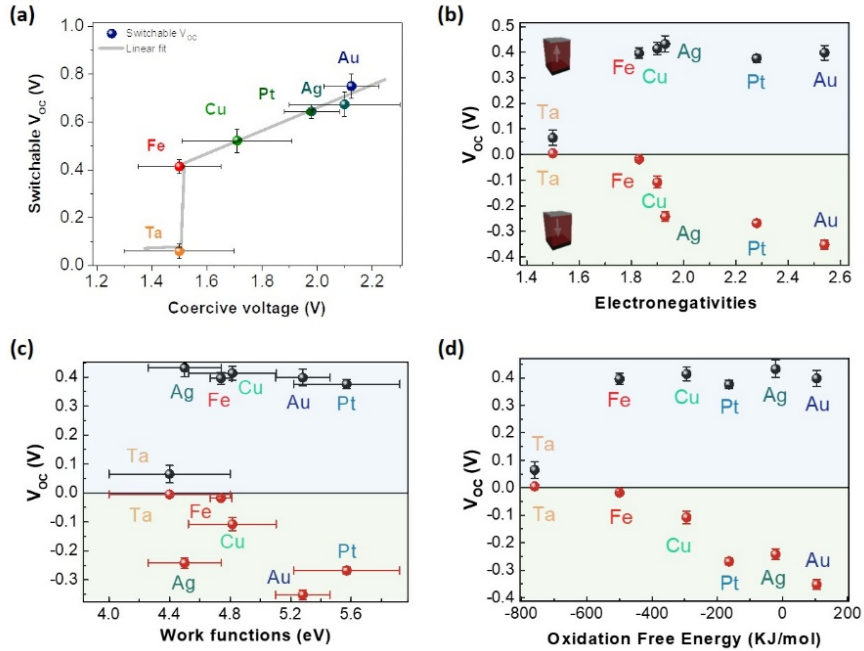 (a)
Switchable V_OC
Linear fit
Au
Ag
Pt
Cu
Fe
Ta
1.0
0.8
0.6
0.4
0.2
0.0
Switchable V_OC (V)
1.2 1.4 1.6 1.8 2.0 2.2
Coercive voltage (V)
(b)
0.5
0.4
0.3
0.2
0.1
0.0
-0.1
-0.2
-0.3
-0.4
V_OC (V)
Ta
Fe
Cu
Ag
Pt
Au
Ta
Fe
Cu
Ag
Pt
Au
1.4 1.6 1.8 2.0 2.2 2.4 2.6
Electronegativities
(c)
0.4
0.3
0.2
0.1
0.0
-0.1
-0.2
-0.3
V_OC (V)
Ag
Fe
Cu
Au
Pt
Ta
Ta
Fe
Cu
Ag
Au
Pt
4.0 4.4 4.8 5.2 5.6
Work functions (eV)
(d)
0.4
0.3
0.2
0.1
0.0
-0.1
-0.2
-0.3
-0.4
V_OC (V)
Ta
Fe
Cu
Pt
Ag
Au
Ta
Fe
Cu
Pt
Ag
Au
-800 -600 -400 -200 0 200
Oxidation Free Energy (KJ/mol)